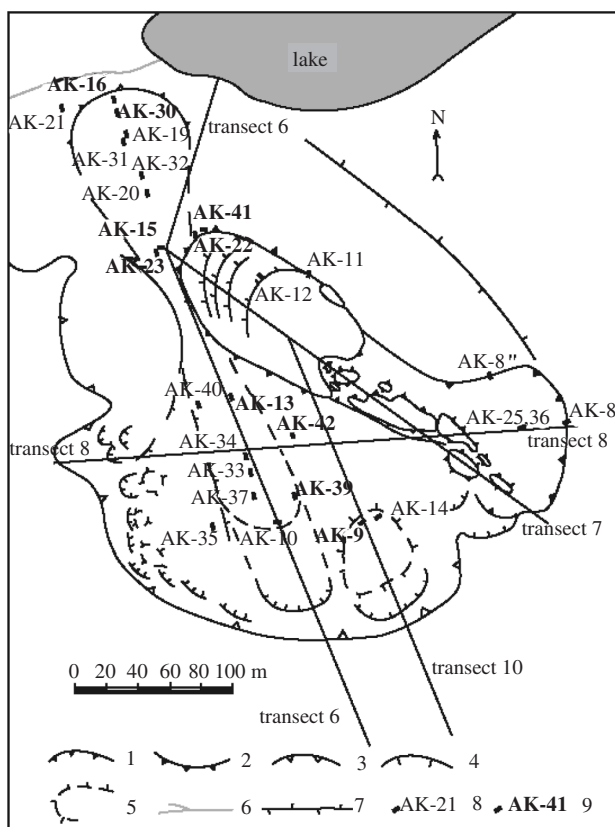 lake
AK-16
AK-30
AK-21
AK-19
transect 6
N
AK-31
AK-32
AK-20
AK-41
AK-15
AK-22
AK-11
AK-23
AK-12
AK-8"
AK-40
AK-13
AK-25,36
AK-8
AK-42
transect 8
AK-34
transect 8
AK-33
AK-37
AK-39
AK-14
AK-35
AK-10
AK-9
transect 7
0 20 40 60 80 100 m
transect 10
transect 6
1 2 3 4
5 6 7 AK-21 8 AK-41 9